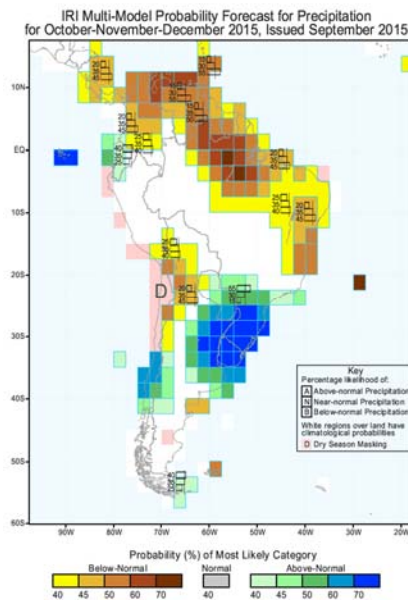 IRI Multi-Model Probability Forecast for Precipitation
for October-November-December 2015, Issued September 2015
10N
EQ
10S
20S
30S
40S
50S
60S
D
Key
Percentage likelihood of:
A Above-normal Precipitation
N Near-normal Precipitation
B Below-normal Precipitation
White regions over land have
climatological probabilities
D Dry Season Masking
90W 80W 70W 60W 50W 40W 30W
Probability (%) of Most Likely Category
Below-Normal Normal Above-Normal
40 45 50 60 70 40 40 45 50 60 70